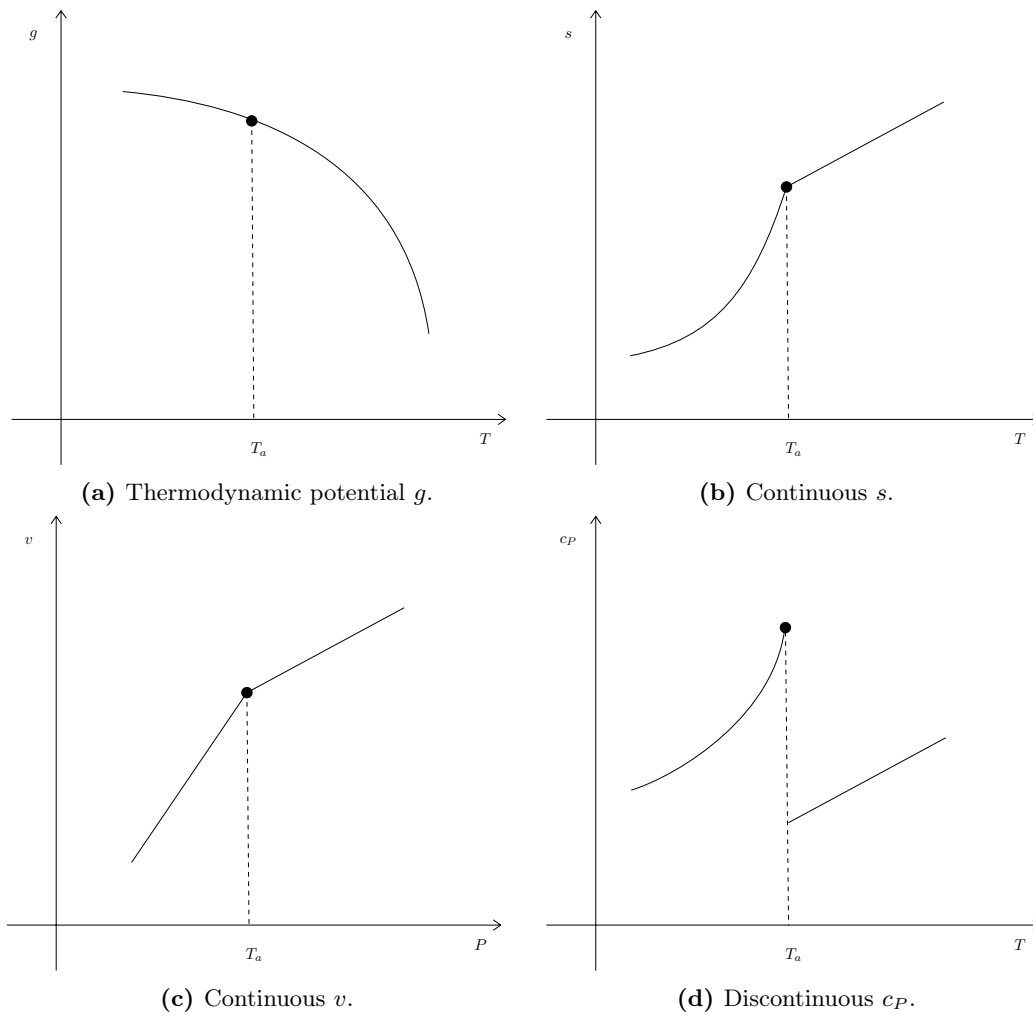 g
T
T_a
(a) Thermodynamic potential g.
s
T
T_a
(b) Continuous s.
v
P
T_a
(c) Continuous v.
c_P
T
T_a
(d) Discontinuous c_P.